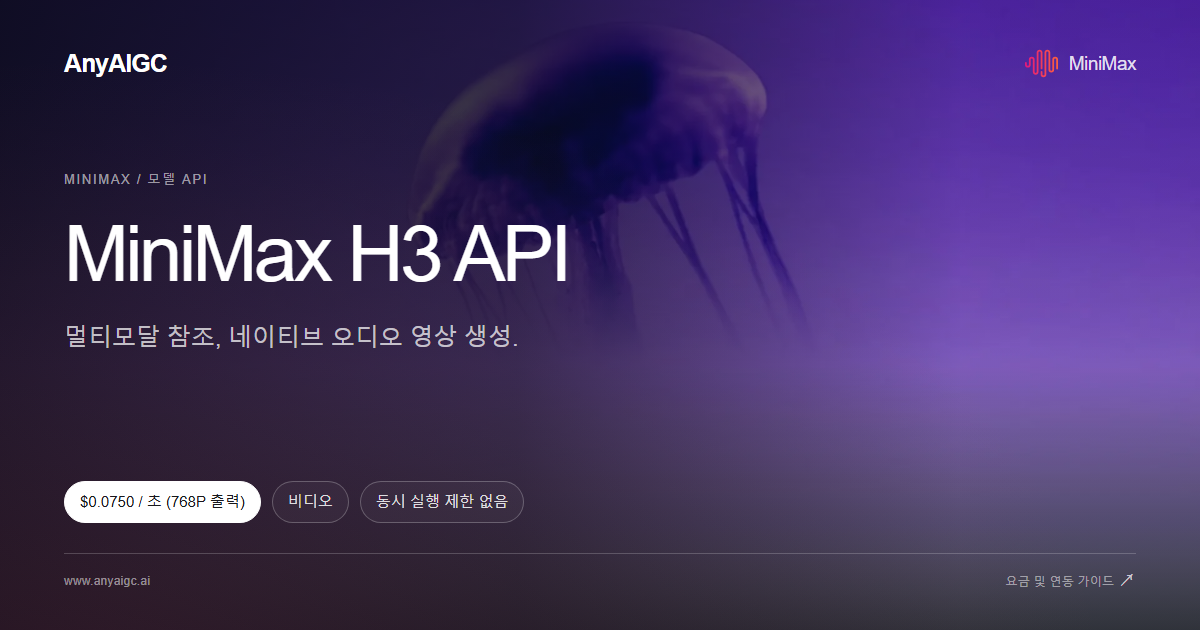 AnyAIGC
MiniMax
MINIMAX / 모델 API
MiniMax H3 API
멀티모달 참조, 네이티브 오디오 영상 생성.
$0.0750 / 초 (768P 출력)
비디오
동시 실행 제한 없음
www.anyaigc.ai
요금 및 연동 가이드 ↗